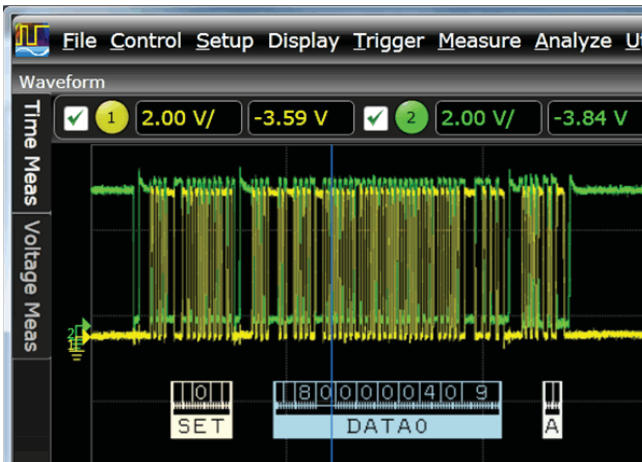 File Control Setup Display Trigger Measure Analyze U
Waveform
Time Meas
Voltage Meas
1 2.00 V/ -3.59 V 2 2.00 V/ -3.84 V
2
0 8 0 0 0 0 0 4 0 9
SET DATA0 A